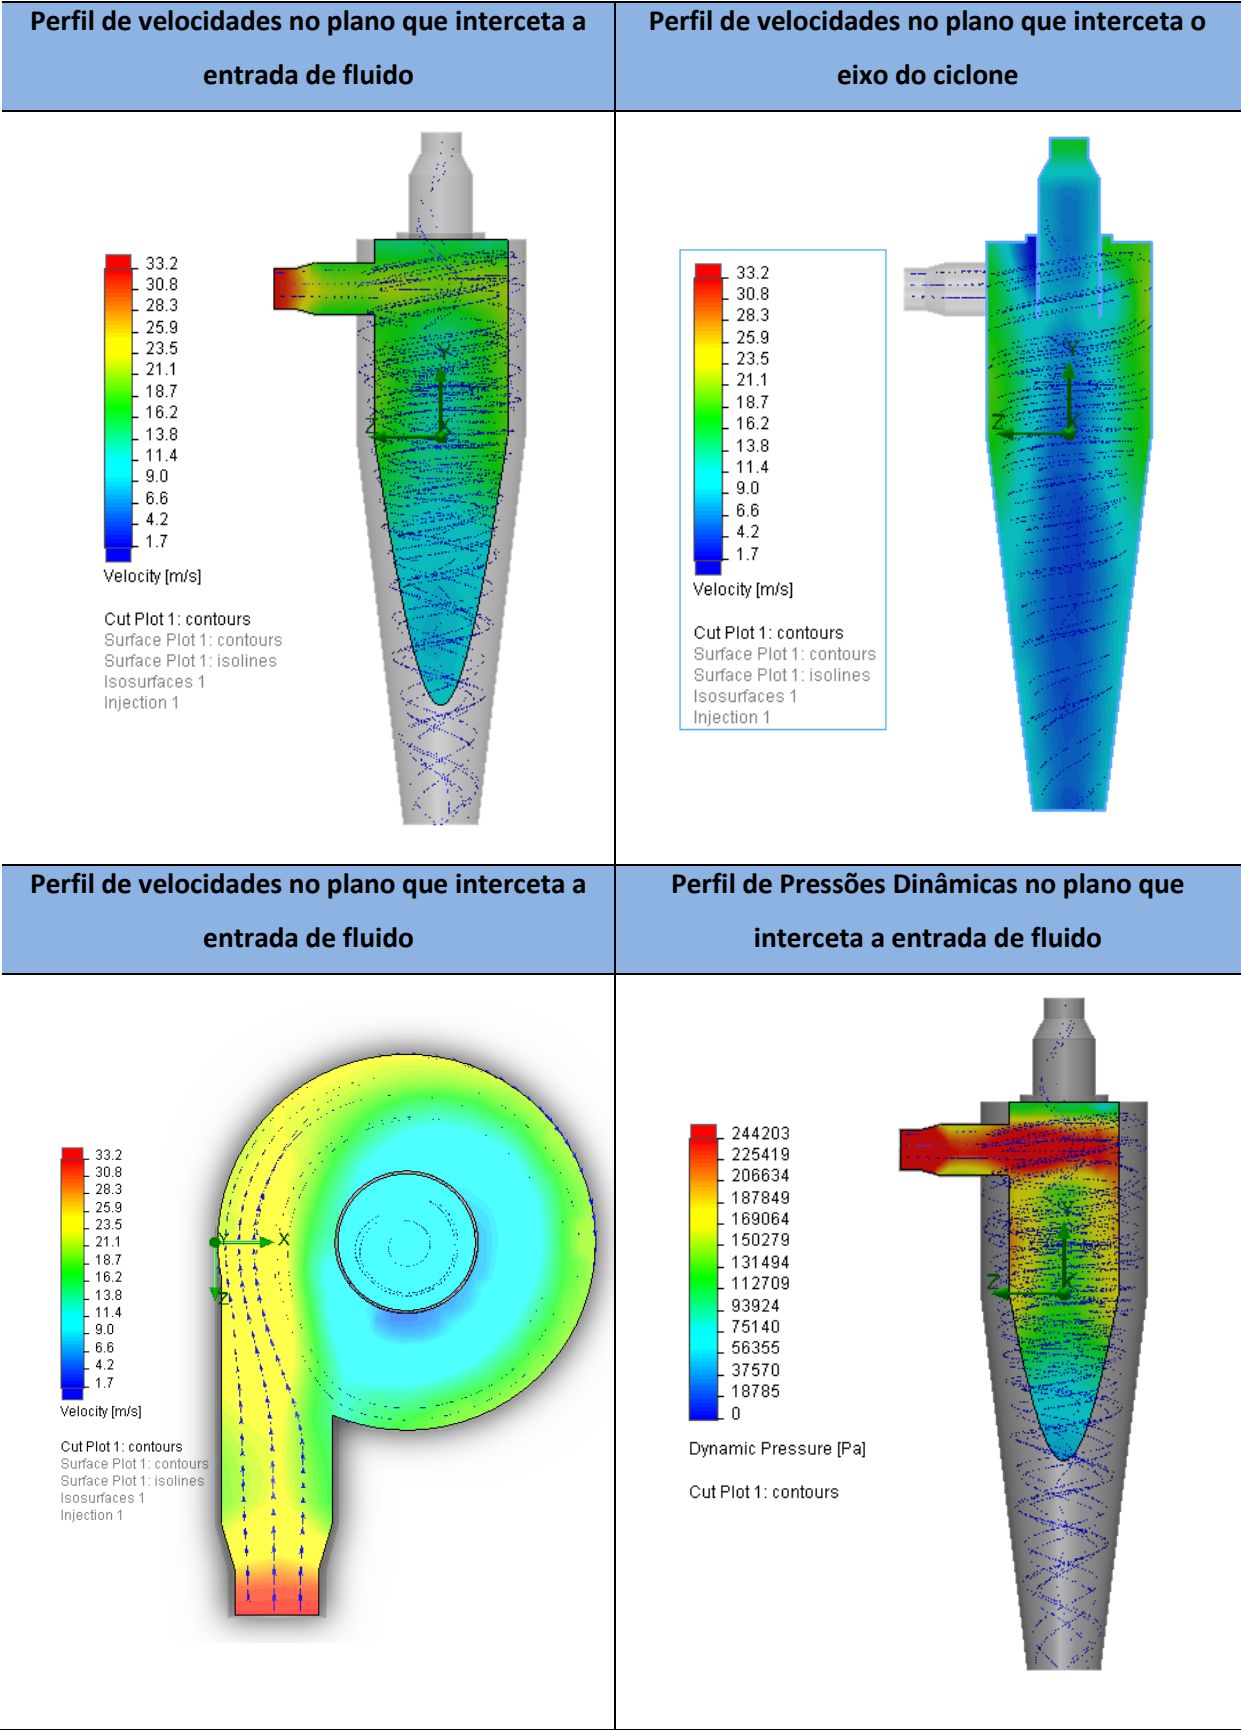 Perfil de velocidades no plano que interceta a
entrada de fluido
Perfil de velocidades no plano que interceta o
eixo do ciclone
33.2
30.8
28.3
25.9
23.5
21.1
18.7
16.2
13.8
11.4
9.0
6.6
4.2
1.7
Velocity [m/s]
Cut Plot 1: contours
Surface Plot 1: contours
Surface Plot 1: isolines
Isosurfaces 1
Injection 1
Y
Z
X
33.2
30.8
28.3
25.9
23.5
21.1
18.7
16.2
13.8
11.4
9.0
6.6
4.2
1.7
Velocity [m/s]
Cut Plot 1: contours
Surface Plot 1: contours
Surface Plot 1: isolines
Isosurfaces 1
Injection 1
Y
Z
X
Perfil de velocidades no plano que interceta a
entrada de fluido
Perfil de Pressões Dinâmicas no plano que
interceta a entrada de fluido
33.2
30.8
28.3
25.9
23.5
21.1
18.7
16.2
13.8
11.4
9.0
6.6
4.2
1.7
Velocity [m/s]
Cut Plot 1: contours
Surface Plot 1: contours
Surface Plot 1: isolines
Isosurfaces 1
Injection 1
Y
X
Z
244203
225419
206634
187849
169064
150279
131494
112709
93924
75140
56355
37570
18785
0
Dynamic Pressure [Pa]
Cut Plot 1: contours
Y
Z
X